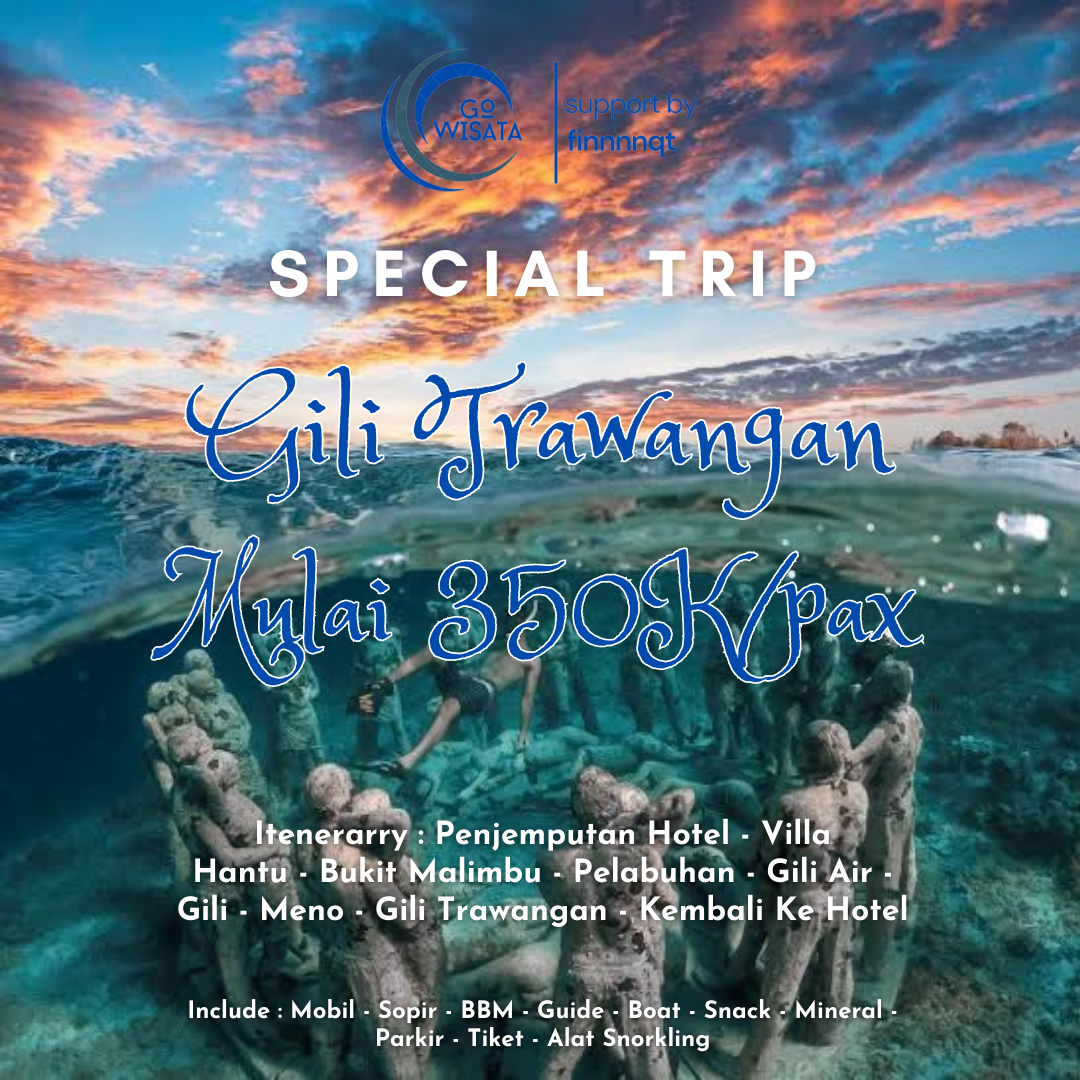 GO
WISATA
support by
finnnnqt
SPECIAL TRIP
Gili Trawangan
Mulai 350K/pax
Itenerarry : Penjemputan Hotel - Villa
Hantu - Bukit Malimbu - Pelabuhan - Gili Air -
Gili - Meno - Gili Trawangan - Kembali Ke Hotel
Include : Mobil - Sopir - BBM - Guide - Boat - Snack - Mineral -
Parkir - Tiket - Alat Snorkling